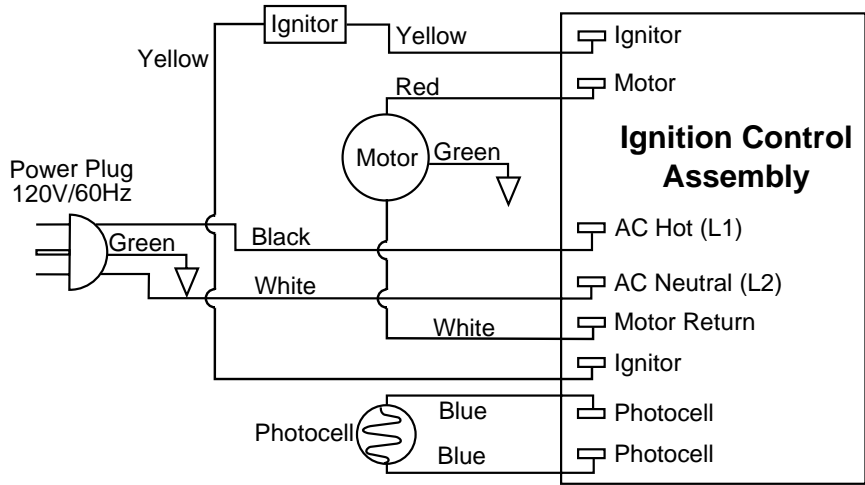 Ignitor
Yellow
Ignitor
Yellow
Red
Motor
Ignition Control
Assembly
Motor
Green
Power Plug
120V/60Hz
Green
Black
AC Hot (L1)
White
AC Neutral (L2)
White
Motor Return
Ignitor
Photocell
Blue
Photocell
Blue
Photocell